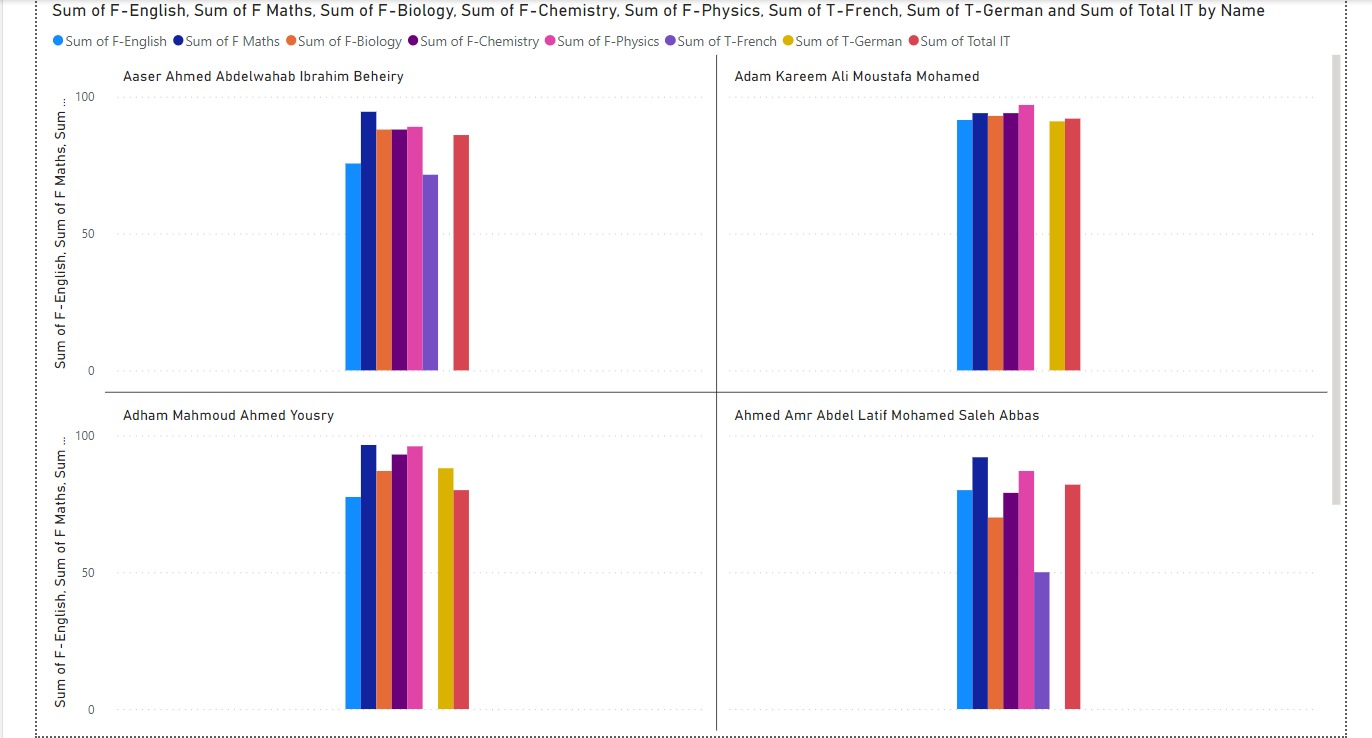 Sum of F-English, Sum of F Maths, Sum of F-Biology, Sum of F-Chemistry, Sum of F-Physics, Sum of T-French, Sum of T-German and Sum of Total IT by Name
Sum of F-English Sum of F Maths Sum of F-Biology Sum of F-Chemistry Sum of F-Physics Sum of T-French Sum of T-German Sum of Total IT
Aaser Ahmed Abdelwahab Ibrahim Beheiry
Adam Kareem Ali Moustafa Mohamed
Sum of F-English, Sum of F Maths, Sum ...
100
50
0
Adham Mahmoud Ahmed Yousry
Ahmed Amr Abdel Latif Mohamed Saleh Abbas
Sum of F-English, Sum of F Maths, Sum ...
100
50
0